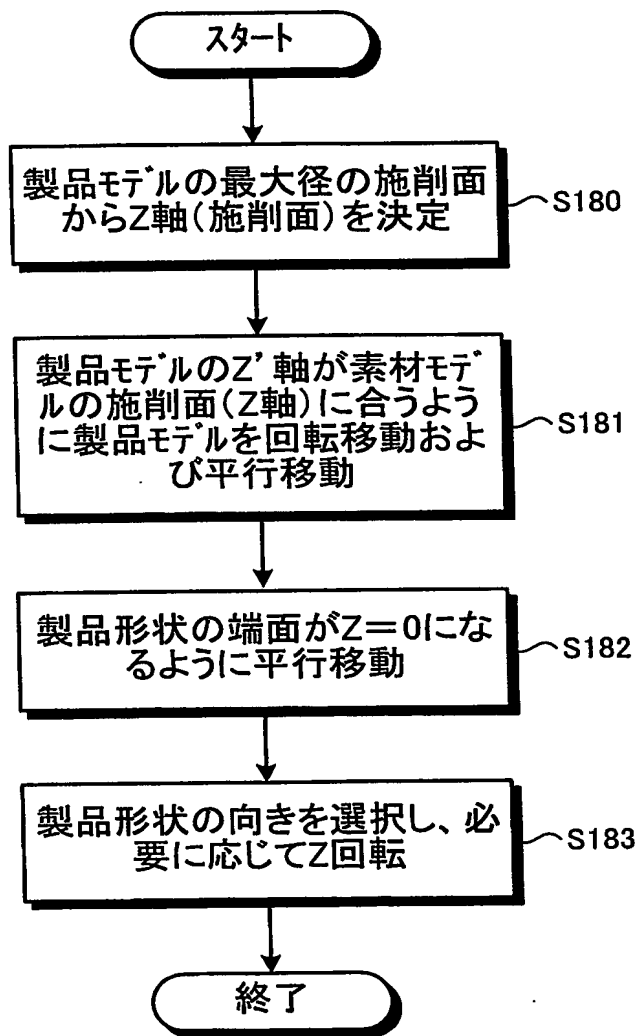 スタート
製品モデルの最大径の施削面
からZ軸(施削面)を決定
S180
製品モデルのZ'軸が素材モデ
ルの施削面(Z軸)に合うよう
に製品モデルを回転移動およ
び平行移動
S181
製品形状の端面がZ=0にな
るように平行移動
S182
製品形状の向きを選択し、必
要に応じてZ回転
S183
終了